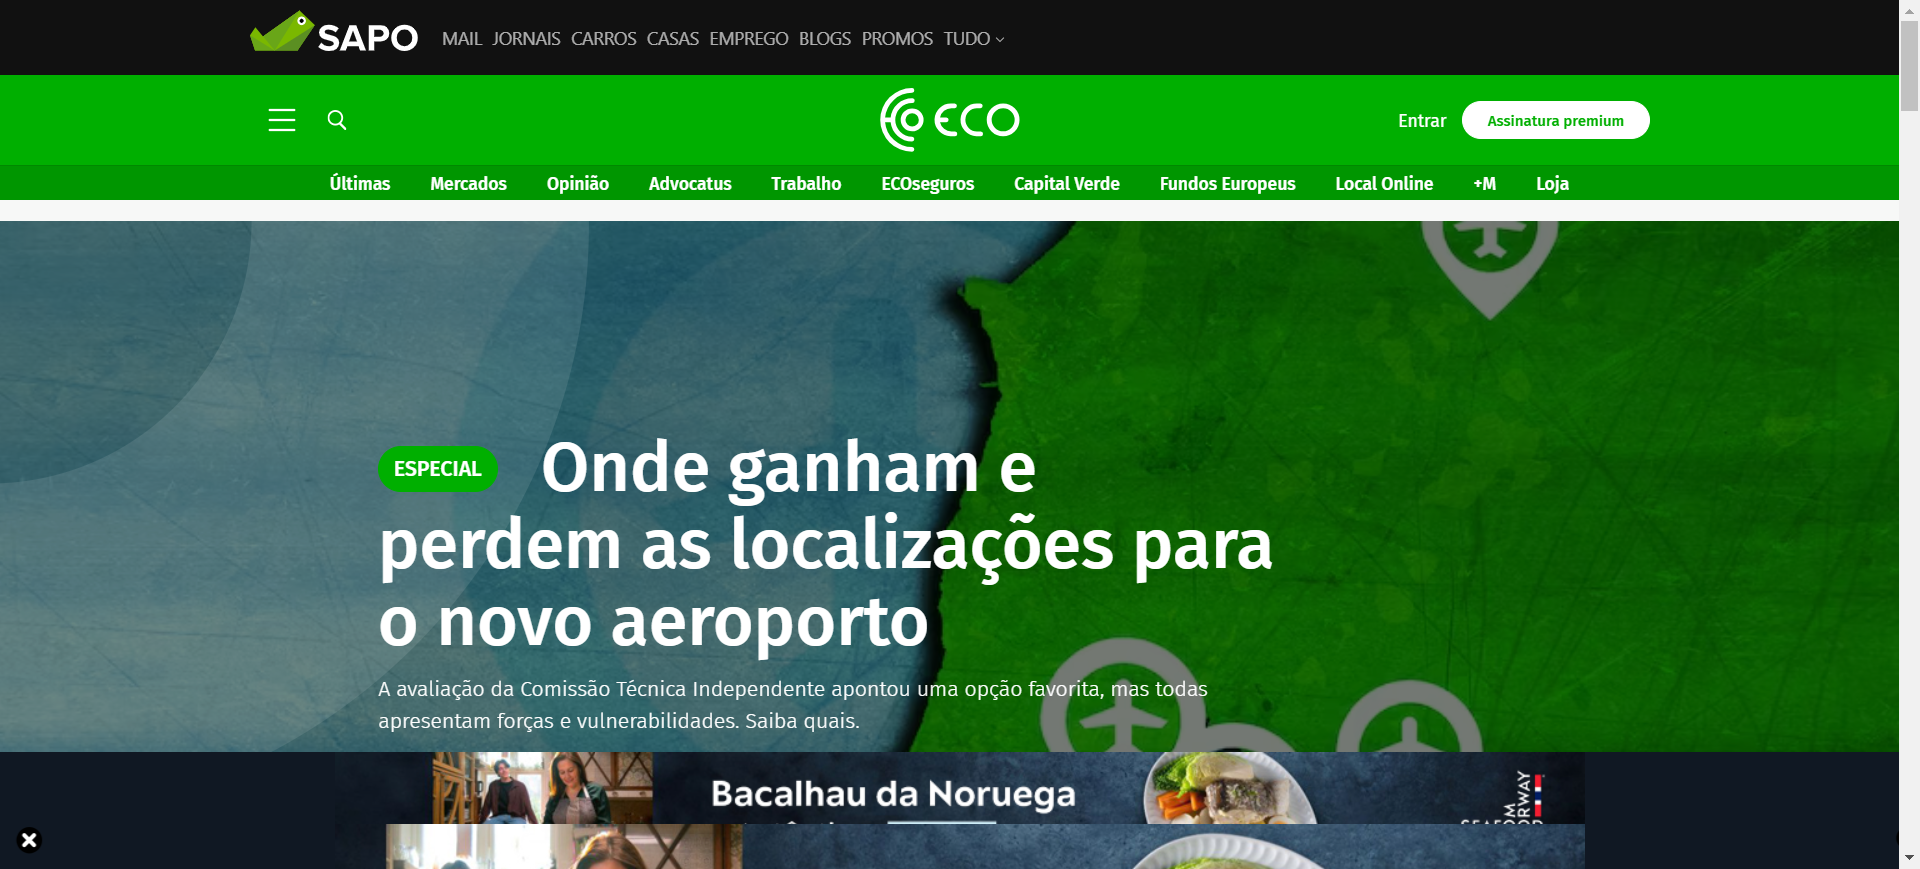 SAPO MAIL JORNAIS CARROS CASAS EMPREGO BLOGS PROMOS TUDO
ECO Entrar Assinatura premium
Últimas Mercados Opinião Advocatus Trabalho ECOseguros Capital Verde Fundos Europeus Local Online +M Loja
ESPECIAL Onde ganham e
perdem as localizações para
o novo aeroporto
A avaliação da Comissão Técnica Independente apontou uma opção favorita, mas todas
apresentam forças e vulnerabilidades. Saiba quais.
Bacalhau da Noruega